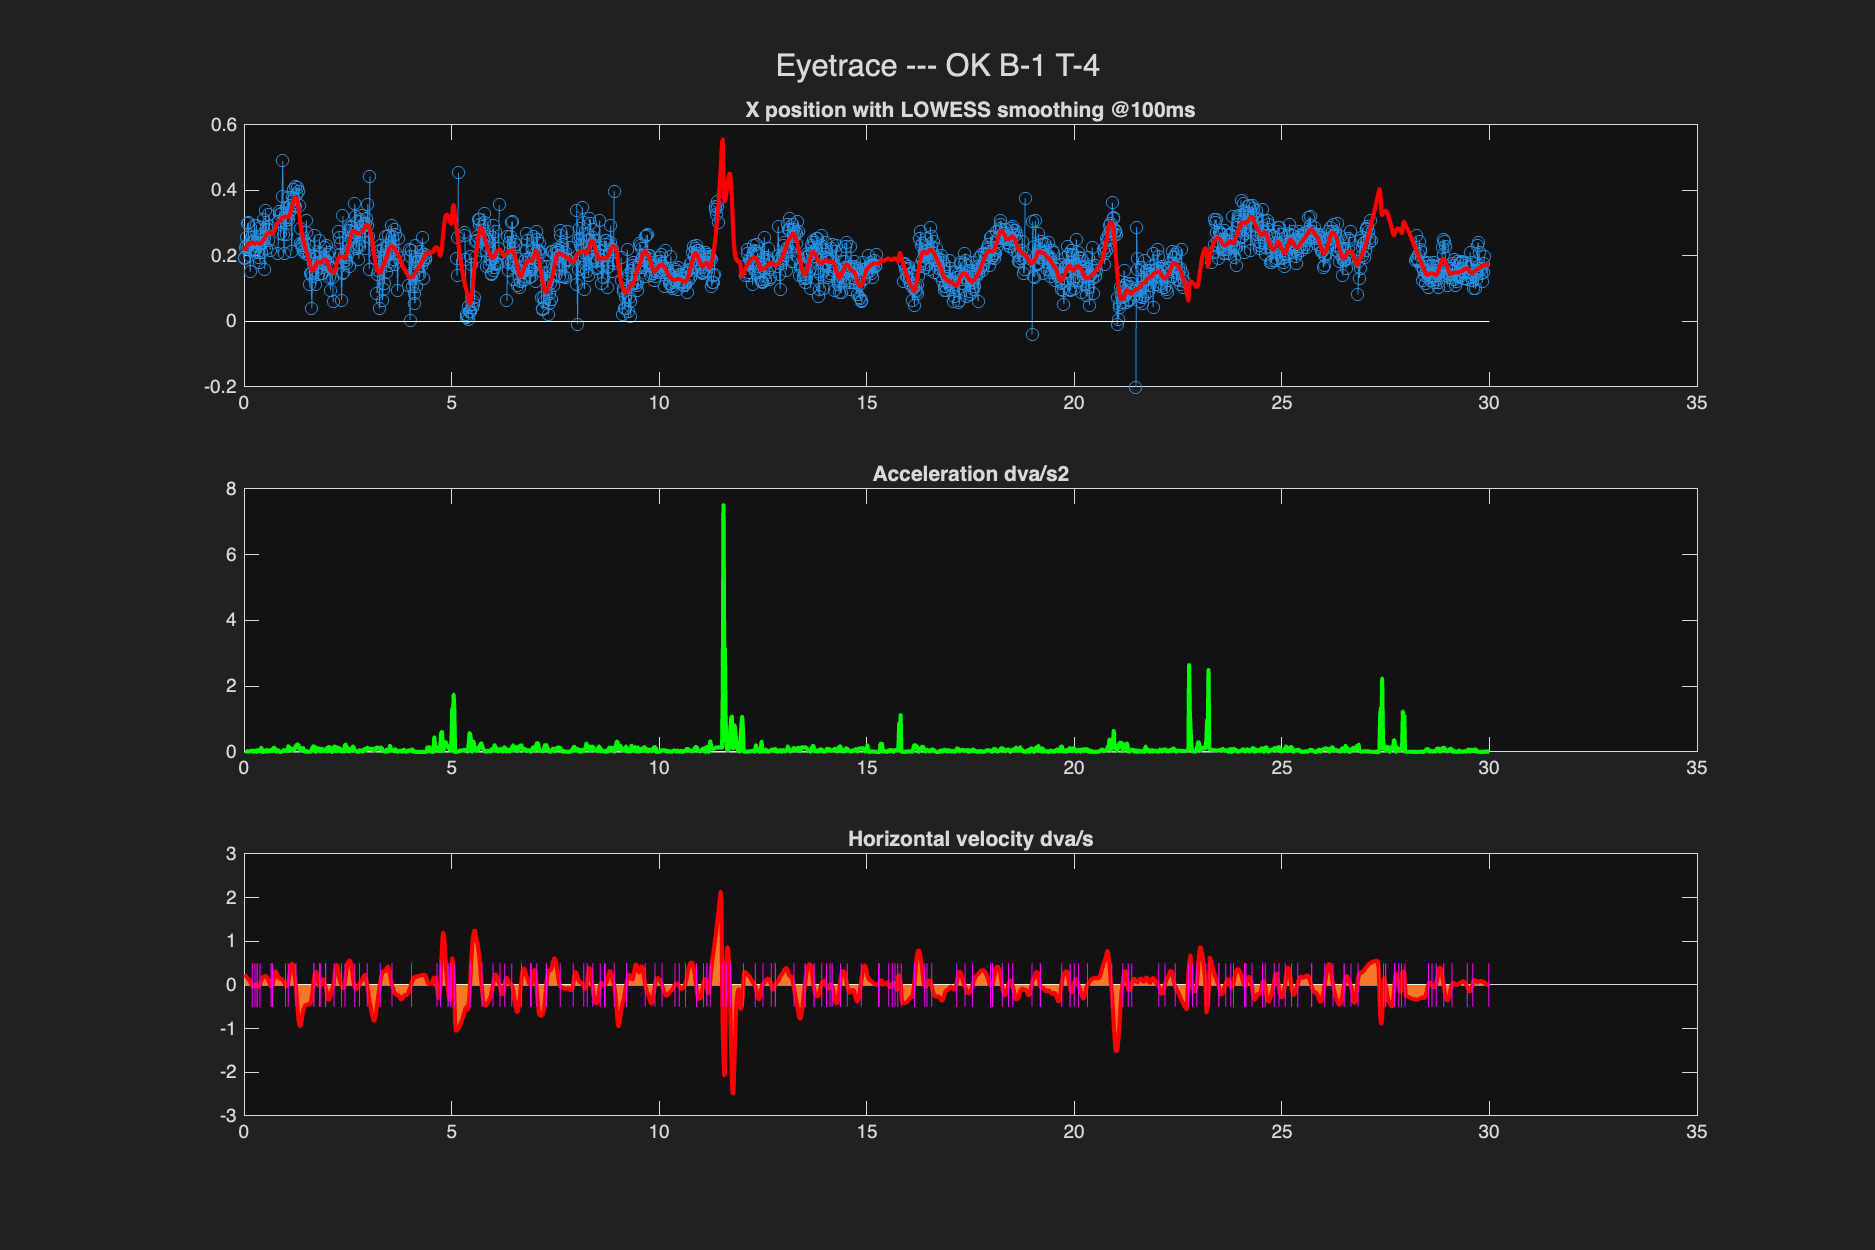 Eyetrace --- OK B-1 T-4
X position with LOWESS smoothing @100ms
0.6
0.4
0.2
0
-0.2
0 5 10 15 20 25 30 35
Acceleration dva/s2
8
6
4
2
0
0 5 10 15 20 25 30 35
Horizontal velocity dva/s
3
2
1
0
-1
-2
-3
0 5 10 15 20 25 30 35